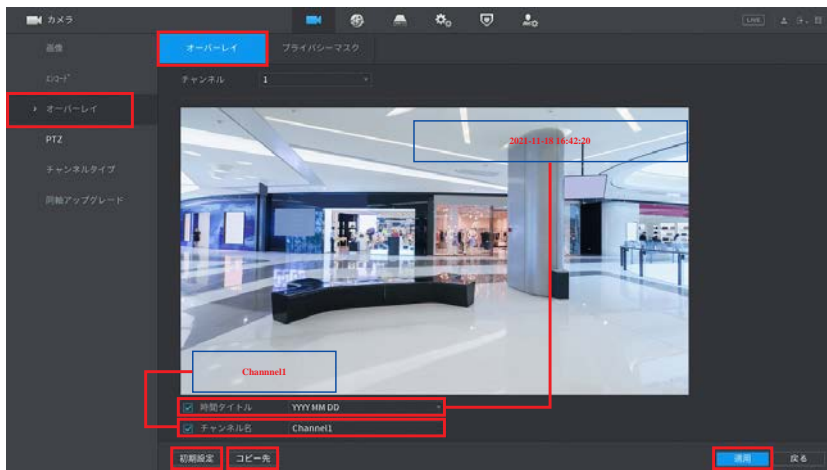 カメラ
LIVE
画像
エンコード
オーバーレイ
PTZ
チャンネルタイプ
同軸アップグレード
オーバーレイ プライバシーマスク
チャンネル 1
2021-11-18 16:42:20
Chaunnel1
時間タイトル YYYY MM DD
チャンネル名 Channel1
初期設定 コピー先 適用 戻る